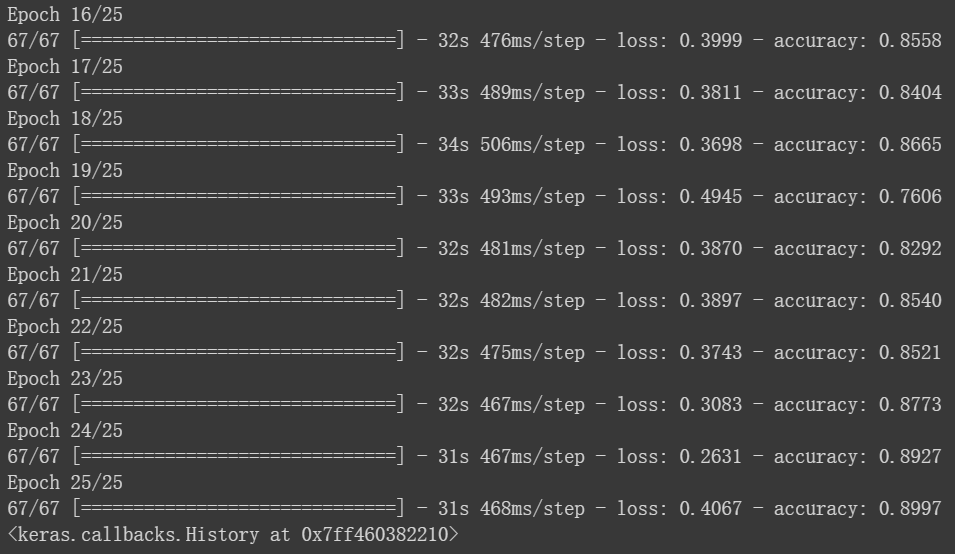 Epoch 16/25
67/67 [==============================] - 32s 476ms/step - loss: 0.3999 - accuracy: 0.8558
Epoch 17/25
67/67 [==============================] - 33s 489ms/step - loss: 0.3811 - accuracy: 0.8404
Epoch 18/25
67/67 [==============================] - 34s 506ms/step - loss: 0.3698 - accuracy: 0.8665
Epoch 19/25
67/67 [==============================] - 33s 493ms/step - loss: 0.4945 - accuracy: 0.7606
Epoch 20/25
67/67 [==============================] - 32s 481ms/step - loss: 0.3870 - accuracy: 0.8292
Epoch 21/25
67/67 [==============================] - 32s 482ms/step - loss: 0.3897 - accuracy: 0.8540
Epoch 22/25
67/67 [==============================] - 32s 475ms/step - loss: 0.3743 - accuracy: 0.8521
Epoch 23/25
67/67 [==============================] - 32s 467ms/step - loss: 0.3083 - accuracy: 0.8773
Epoch 24/25
67/67 [==============================] - 31s 467ms/step - loss: 0.2631 - accuracy: 0.8927
Epoch 25/25
67/67 [==============================] - 31s 468ms/step - loss: 0.4067 - accuracy: 0.8997
<keras.callbacks.History at 0x7ff460382210>